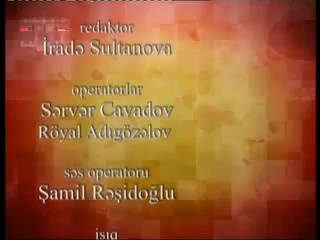 redaktor
İradə Sultanova
operatorlar
Sərvər Cavadov
Röyal Adıgözəlov
səs operatoru
Şamil Rəşidoğlu
işıq